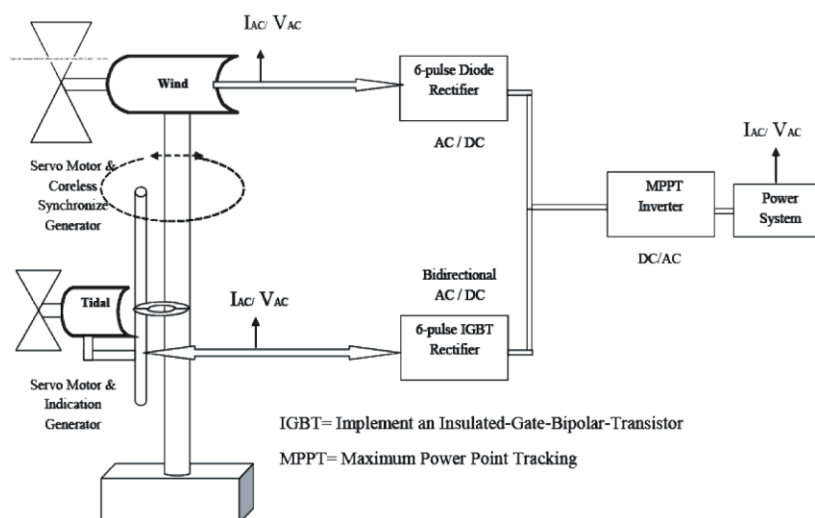 IAC/ VAC
Wind
6-pulse Diode
Rectifier
AC / DC
Servo Motor &
Coreless
Synchronize
Generator
IAC/ VAC
MPPT
Inverter
Power
System
DC/AC
Bidirectional
AC / DC
Tidal
IAC/ VAC
6-pulse IGBT
Rectifier
Servo Motor &
Indication
Generator
IGBT= Implement an Insulated-Gate-Bipolar-Transistor
MPPT= Maximum Power Point Tracking